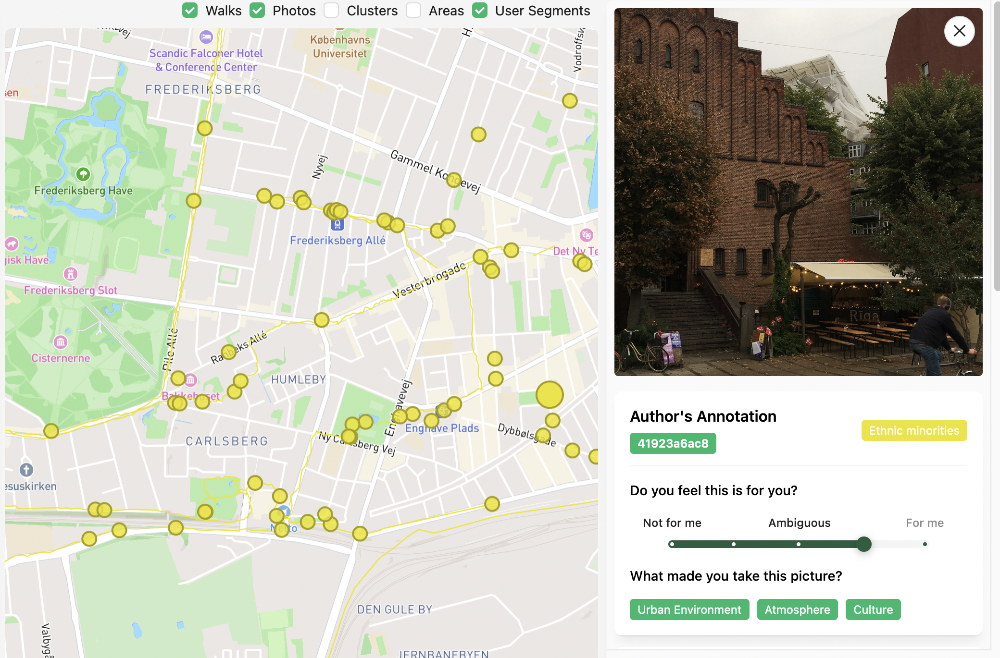 Walks
Photos
Clusters
Areas
User Segments
Scandic Falconer Hotel
& Conference Center
Københavns
Universitet
Vodroffsv
FREDERIKSBERG
sen
Frederiksberg Have
Nyvej
Gammel Kongevej
Frederiksberg Allé
gisk Have
Frederiksberg Slot
Det Ny Te
Vesterbrogade
Pile Allé
Rahbeks Allé
Cisternerne
Bakkehuset
HUMLEBY
Enghavevej
Enghave Plads
Dybbølsgade
Ny Carlsberg Vej
CARLSBERG
esuskirken
Netto
DEN GULE BY
Valbygå
JERNBANEBYEN
Riga
Rīga
Author's Annotation
41923a6ac8
Ethnic minorities
Do you feel this is for you?
Not for me
Ambiguous
For me
What made you take this picture?
Urban Environment
Atmosphere
Culture